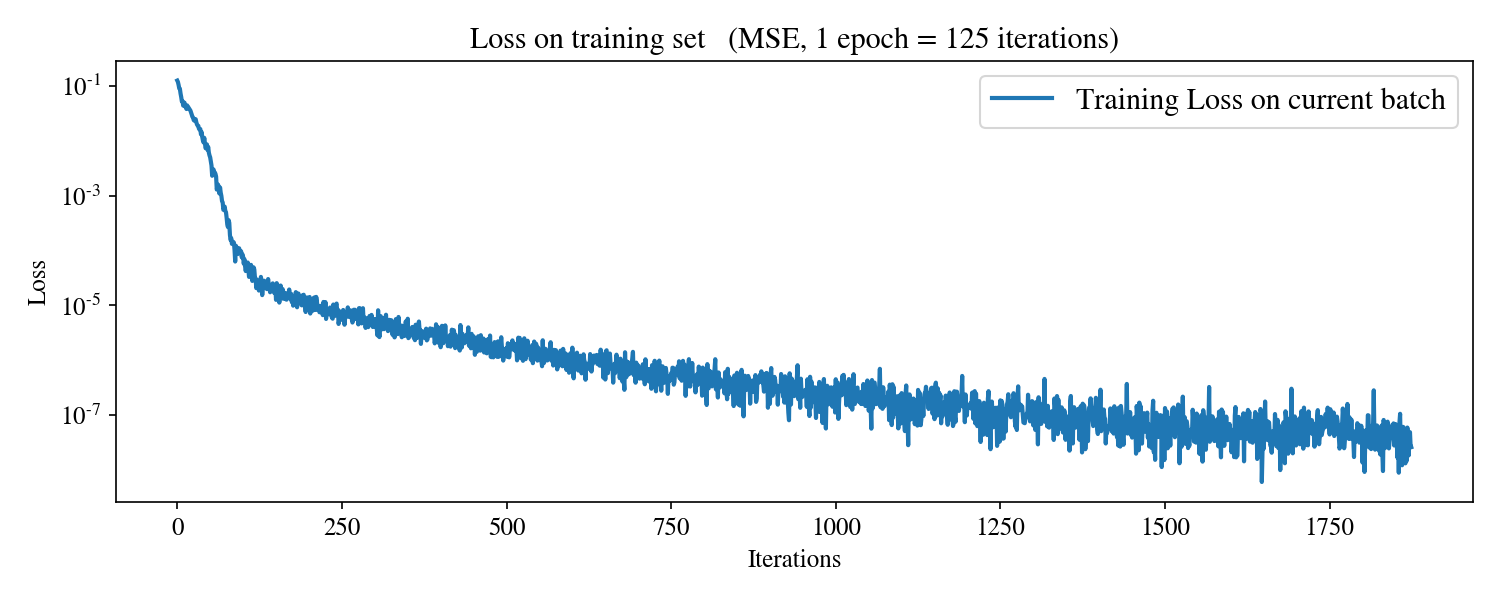 Loss on training set   (MSE, 1 epoch = 125 iterations)
Training Loss on current batch
Loss
10-1
10-3
10-5
10-7
0 250 500 750 1000 1250 1500 1750
Iterations